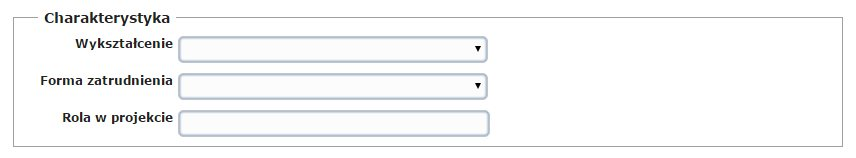 Charakterystyka
Wykształcenie
Forma zatrudnienia
Rola w projekcie